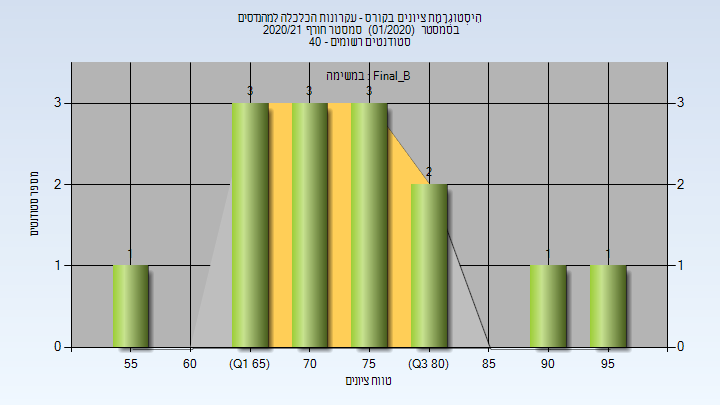 הִיסְטוֹגְרָמַת ציונים בקורס - עקרונות הכלכלה למהנדסים
בסמסטר (01/2020) סמסטר חורף 2020/21
סטודנטים רשומים - 40
במשימה : Final_B
3 3 3
3 3
2
2 2
1 1 1
1 1
0 0
55 60 (Q1 65) 70 75 (Q3 80) 85 90 95
מספר סטודנטים
טווח ציונים